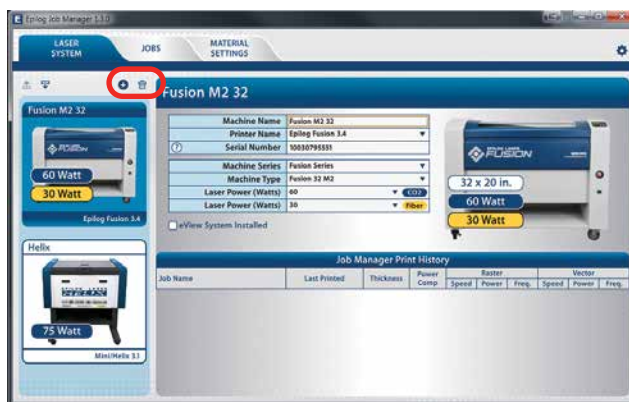 Epilog Job Manager 1.3.0
LASER SYSTEM
JOBS
MATERIAL SETTINGS
Fusion M2 32
60 Watt
30 Watt
Epilog Fusion 3.4
Helix
HELIX
75 Watt
Mini/Helix 3.1
Fusion M2 32
Machine Name Fusion M2 32
Printer Name Epilog Fusion 3.4
? Serial Number 10030795551
Machine Series Fusion Series
Machine Type Fusion 32 M2
Laser Power (Watts) 60 CO2
Laser Power (Watts) 30 Fiber
eView System Installed
FUSION
32 x 20 in.
60 Watt
30 Watt
Job Manager Print History
Job Name Last Printed Thickness Power Comp Raster Vector
Speed Power Freq. Speed Power Freq.